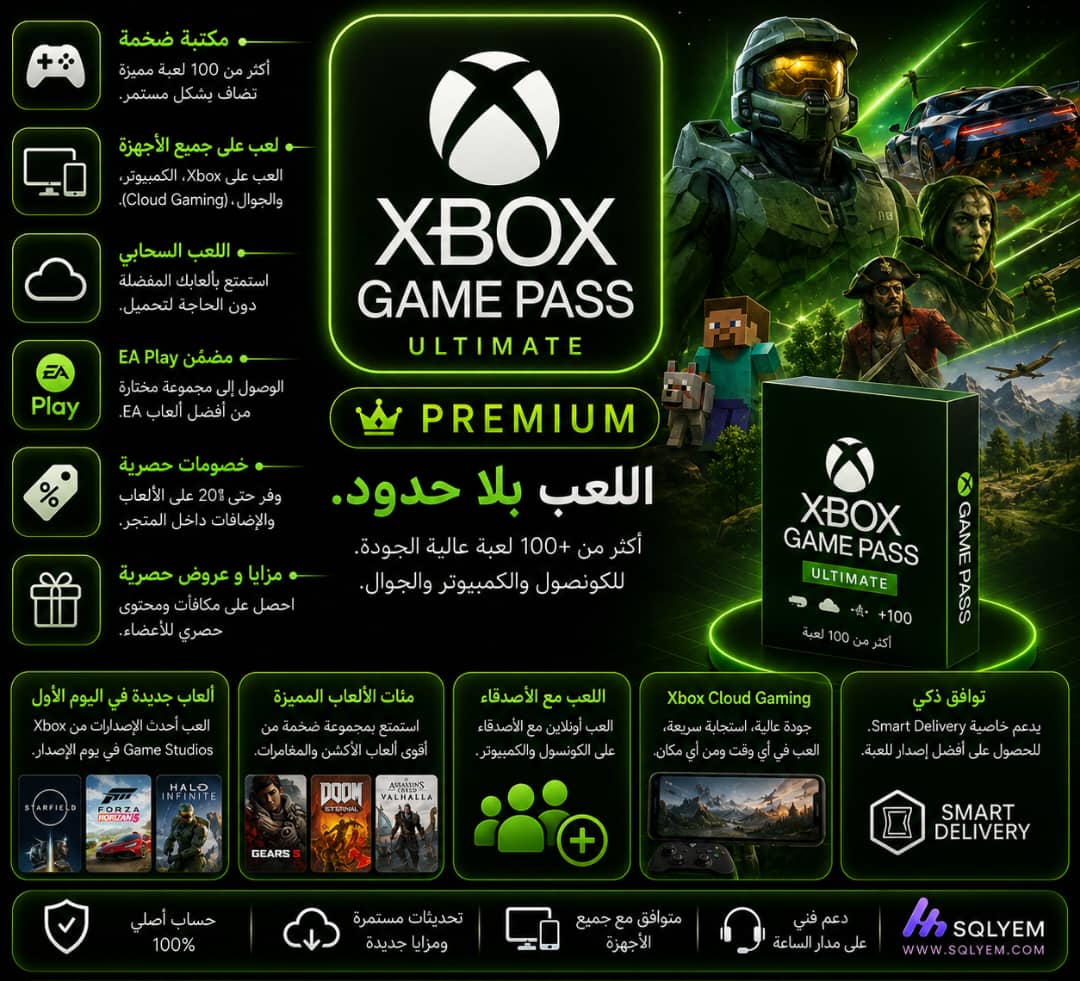 مكتبة ضخمة
أكثر من 100 لعبة مميزة
تضاف بشكل مستمر.
لعب على جميع الأجهزة
العب على Xbox، الكمبيوتر،
والجوال، (Cloud Gaming).
اللعب السحابي
استمتع بألعابك المفضلة
دون الحاجة لتحميل.
EA Play
مضمّن EA Play
الوصول إلى مجموعة مختارة
من أفضل ألعاب EA.
خصومات حصرية
وفر حتى 20% على الألعاب
والإضافات داخل المتجر.
مزايا و عروض حصرية
احصل على مكافآت ومحتوى
حصري للأعضاء.
XBOX
GAME PASS
ULTIMATE
PREMIUM
اللعب بلا حدود.
أكثر من +100 لعبة عالية الجودة.
للكونصول والكمبيوتر والجوال.
XBOX
GAME PASS
ULTIMATE
+100
أكثر من 100 لعبة
GAME PASS
توافق ذكي
يدعم خاصية Smart Delivery.
للحصول على أفضل إصدار للعبة.
SMART
DELIVERY
Xbox Cloud Gaming
جودة عالية، استجابة سريعة،
العب في أي وقت ومن أي مكان.
اللعب مع الأصدقاء
العب أونلاين مع الأصدقاء
على الكونسول والكمبيوتر.
مئات الألعاب المميزة
استمتع بمجموعة ضخمة من
أقوى ألعاب الأكشن والمغامرات.
GEARS 5
DOOM
ETERNAL
ASSASSIN'S
CREED
VALHALLA
ألعاب جديدة في اليوم الأول
العب أحدث الإصدارات من Xbox
Game Studios في يوم الإصدار.
STARFIELD
FORZA
HORIZON 5
HALO
INFINITE
SQLYEM
WWW.SQLYEM.COM
دعم فني
على مدار الساعة
متوافق مع جميع
الأجهزة
تحديثات مستمرة
ومزايا جديدة
حساب أصلي
100%